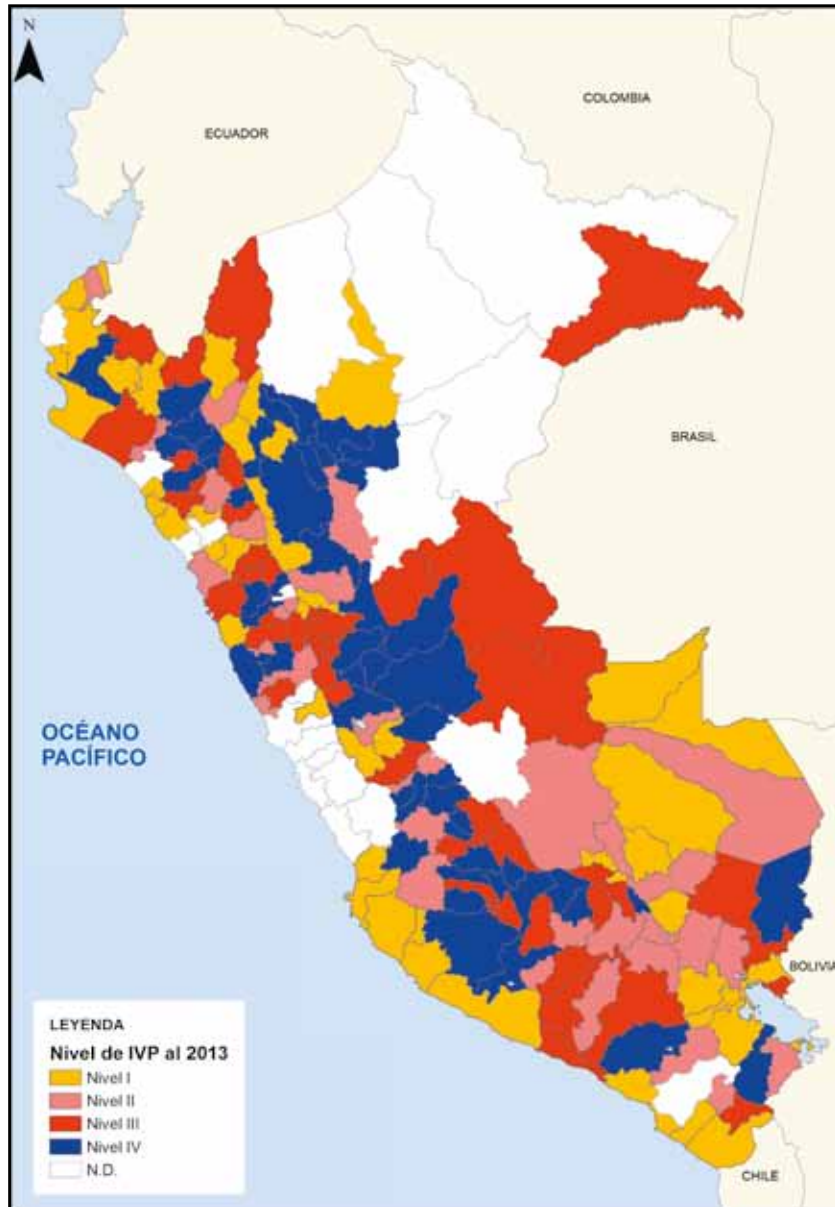 N
COLOMBIA
ECUADOR
BRASIL
OCÉANO
PACÍFICO
BOLIVIA
CHILE
LEYENDA
Nivel de IVP al 2013
Nivel I
Nivel II
Nivel III
Nivel IV
N.D.